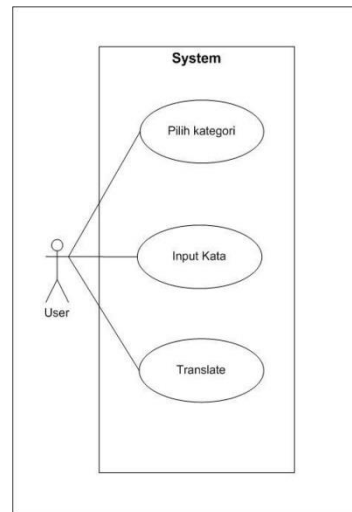 System
Pilih kategori
Input Kata
User
Translate